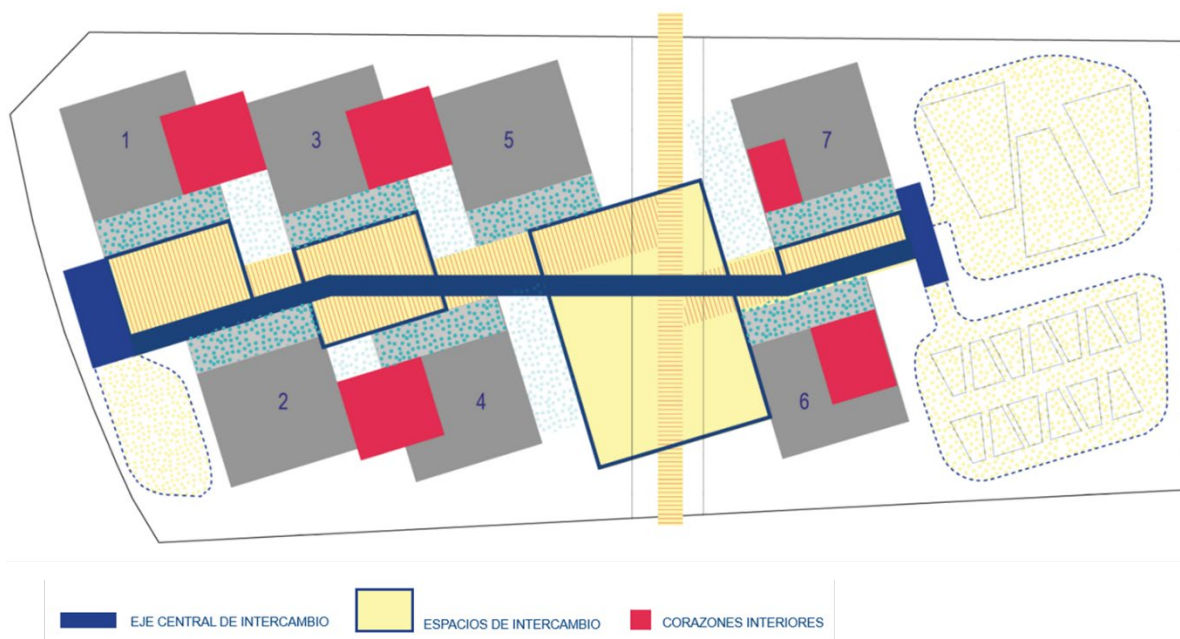 1
3
5
7
2
4
6
EJE CENTRAL DE INTERCAMBIO
ESPACIOS DE INTERCAMBIO
CORAZONES INTERIORES